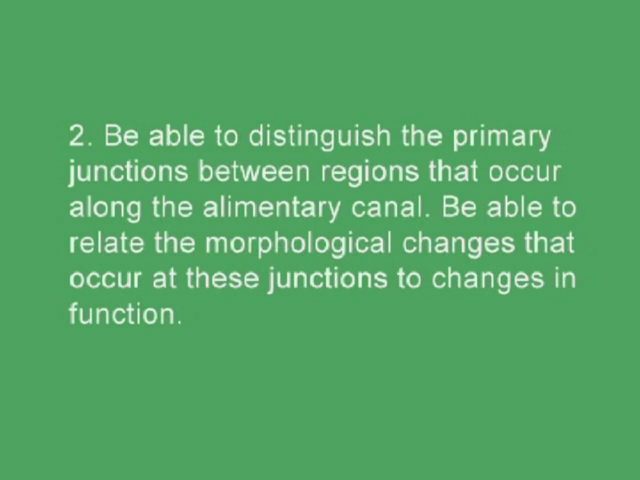 2. Be able to distinguish the primary
junctions between regions that occur
along the alimentary canal. Be able to
relate the morphological changes that
occur at these junctions to changes in
function.